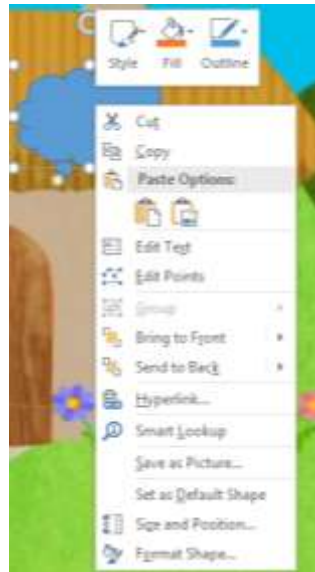 Style Fill Outline
Cut
Copy
Paste Options:
Edit Text
Edit Points
Group
Bring to Front
Send to Back
Hyperlink...
Smart Lookup
Save as Picture...
Set as Default Shape
Size and Position...
Format Shape...